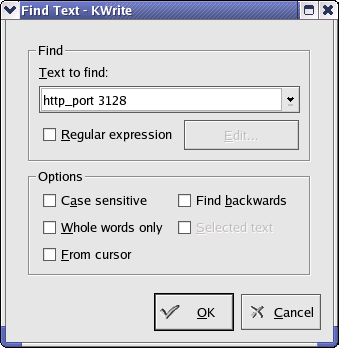 Find Text - KWrite
Find
Text to find:
http_port 3128
Regular expression
Edit...
Options
Case sensitive
Find backwards
Whole words only
Selected text
From cursor
OK
Cancel